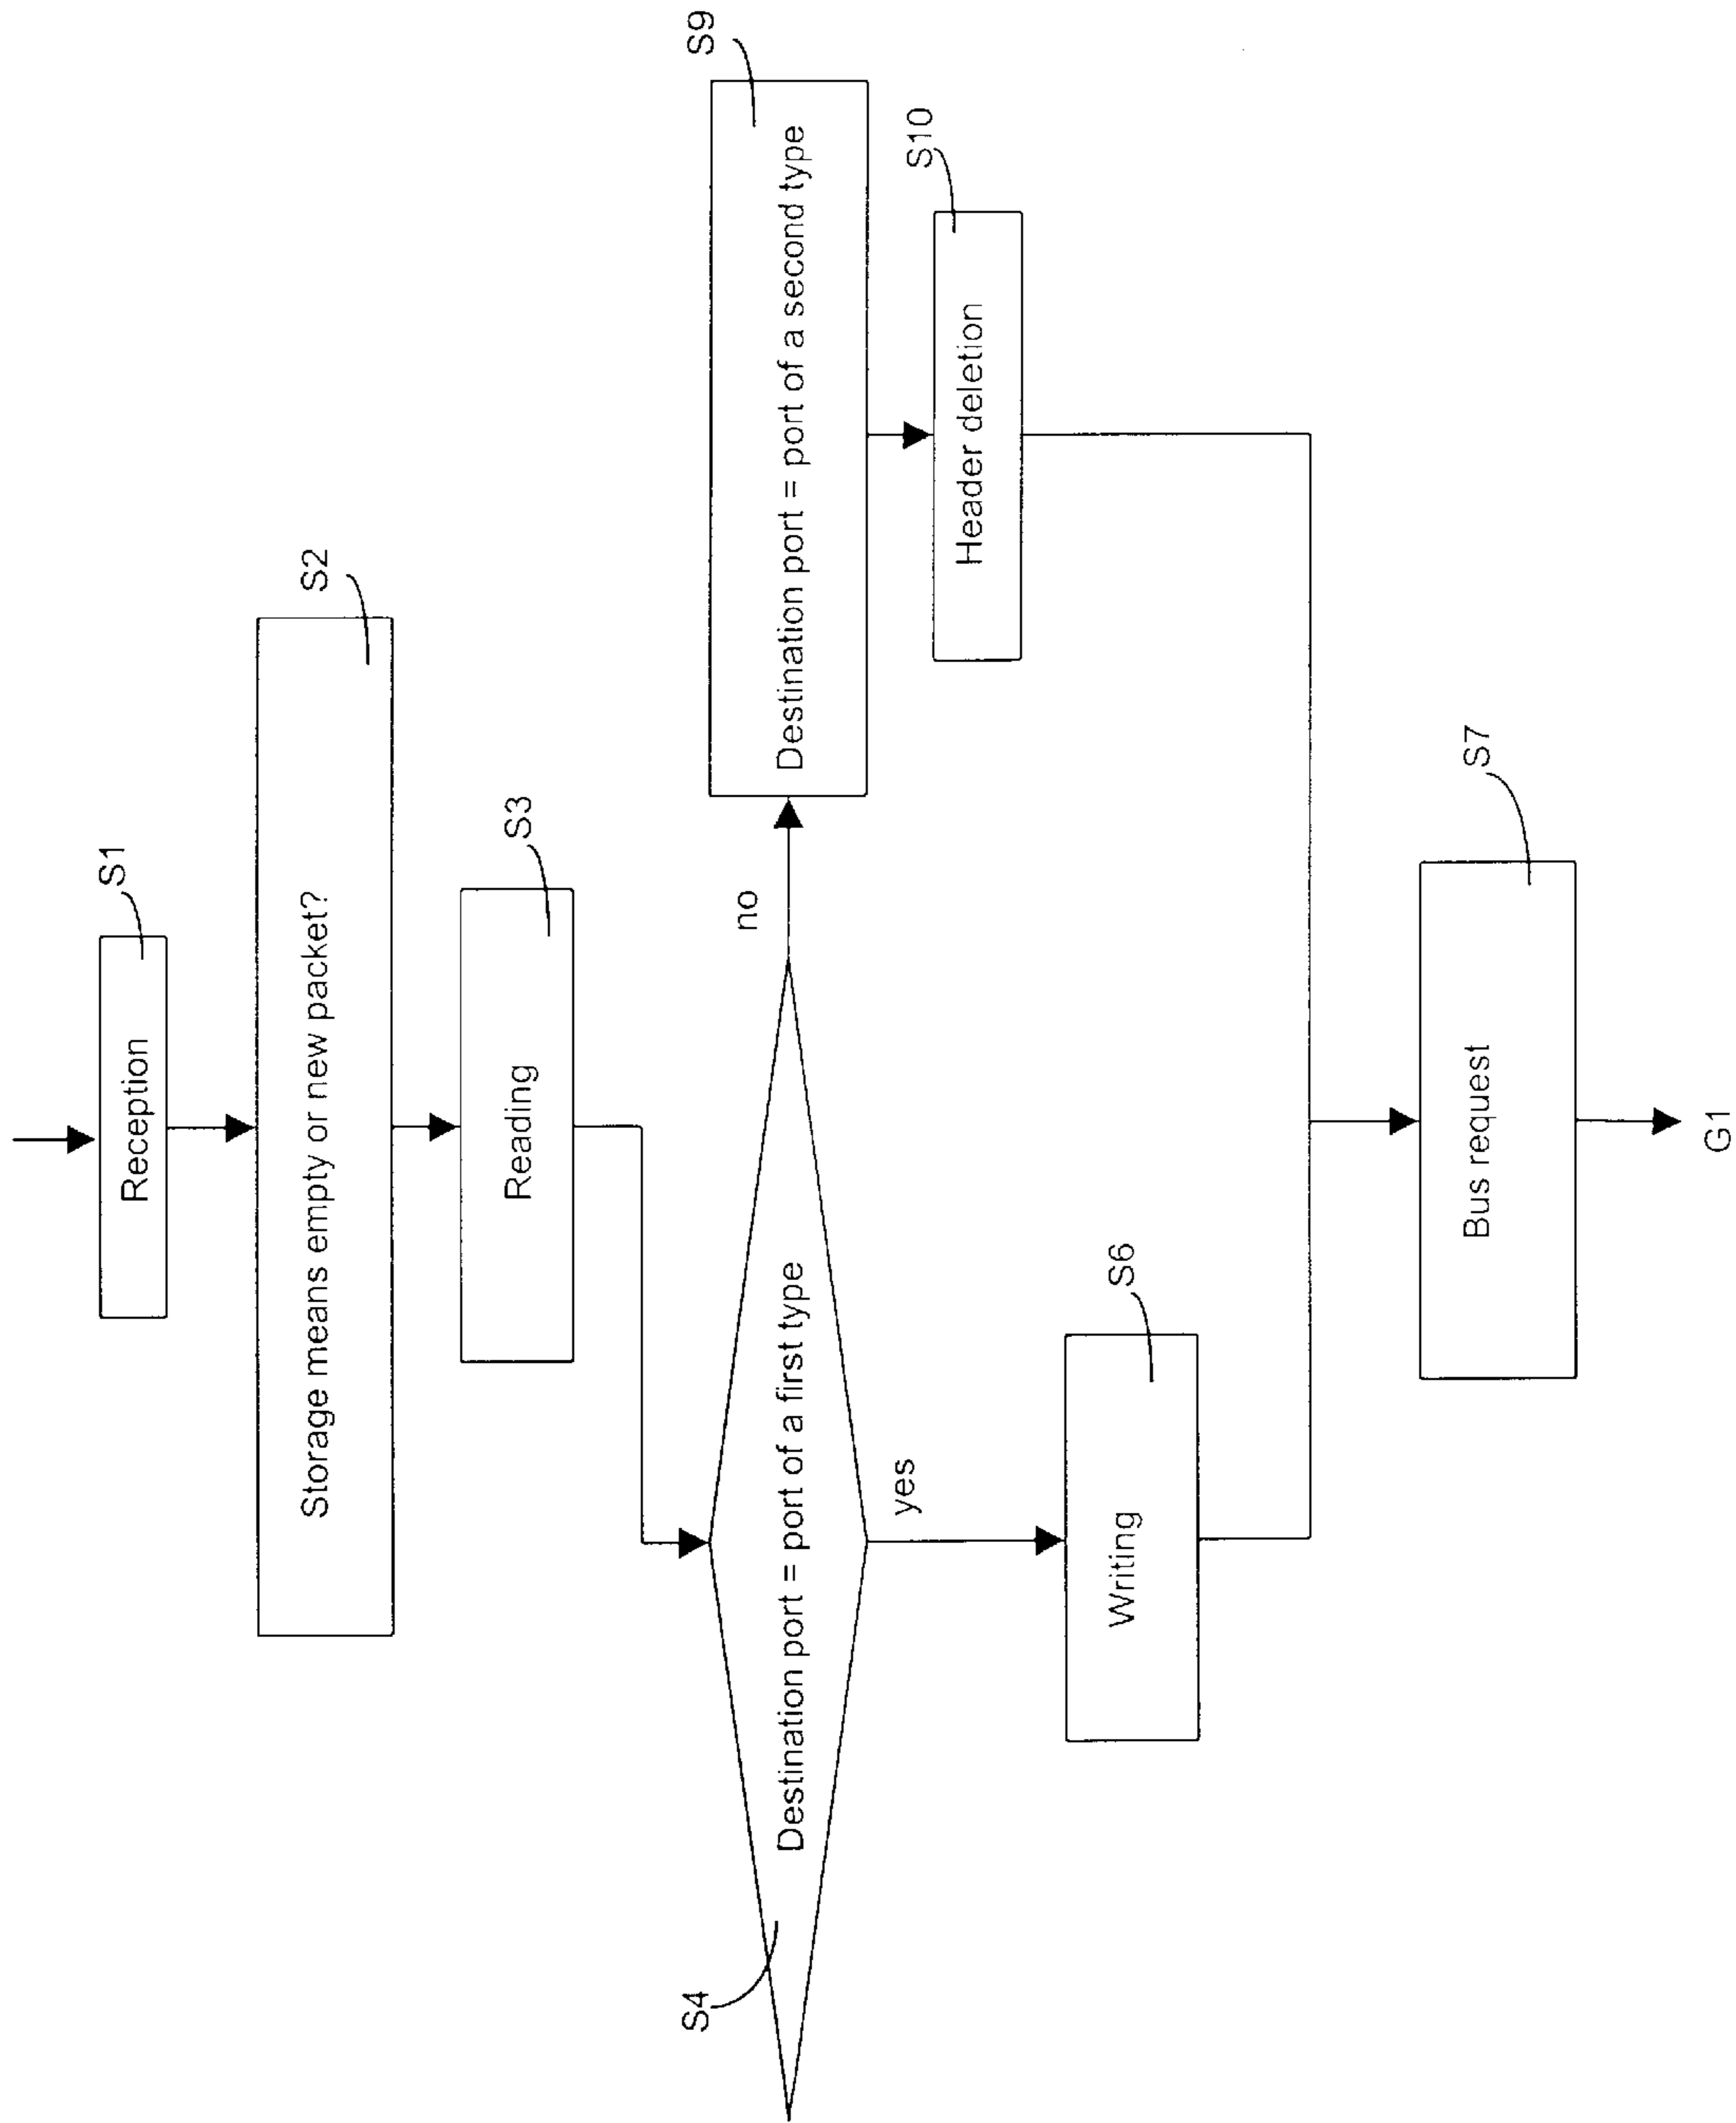 S1
Reception
S2
Storage means empty or new packet?
S3
Reading
S4
Destination port = port of a first type
no
S9
Destination port = port of a second type
yes
S10
Header deletion
S6
Writing
S7
Bus request
G1